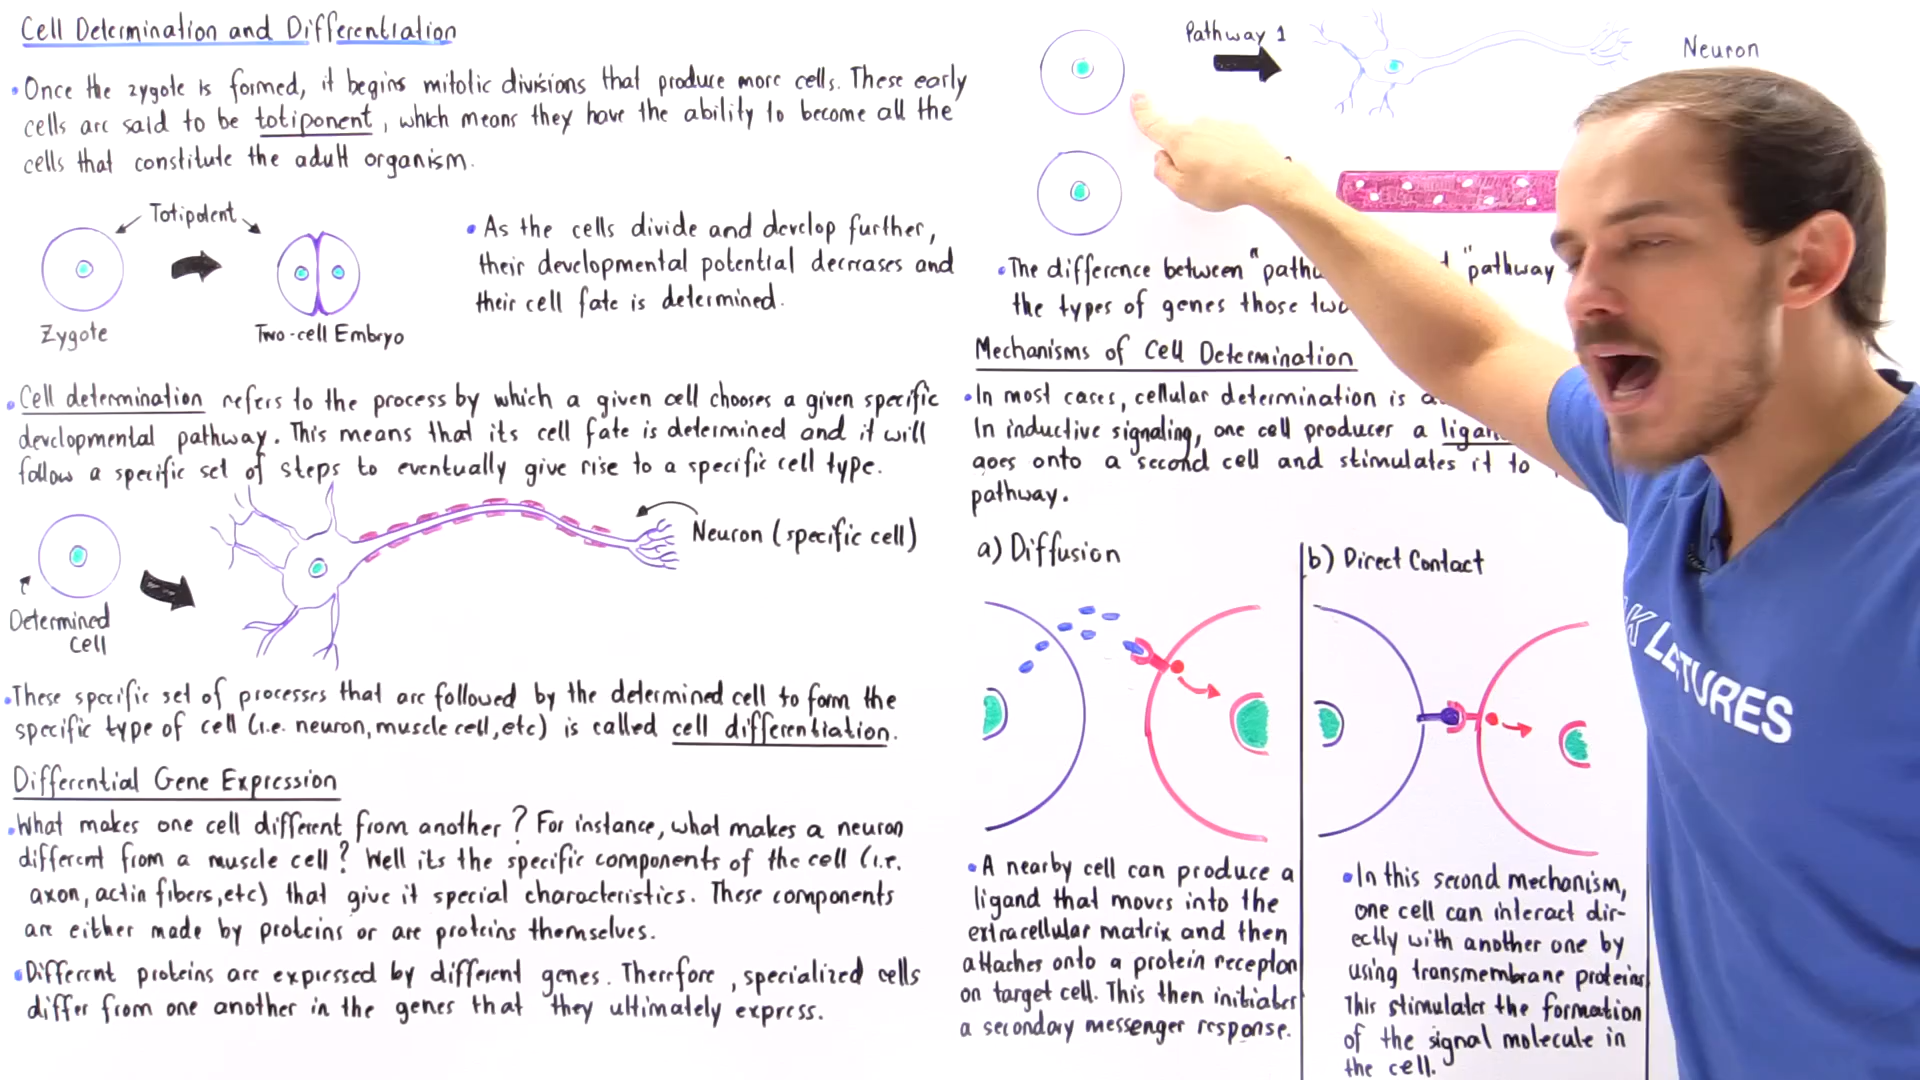 Cell Determination and Differentiation
• Once the zygote is formed, it begins mitotic divisions that produce more cells. These early
cells are said to be totiponent, which means they have the ability to become all the
cells that constitute the adult organism.
Totipotent
Zygote
Two-cell Embryo
• As the cells divide and develop further,
their developmental potential decreases and
their cell fate is determined.
• Cell determination refers to the process by which a given cell chooses a given specific
developmental pathway. This means that its cell fate is determined and it will
follow a specific set of steps to eventually give rise to a specific cell type.
Determined
Cell
Neuron (specific cell)
• These specific set of processes that are followed by the determined cell to form the
specific type of cell (i.e. neuron, muscle cell, etc) is called cell differentiation.
Differential Gene Expression
• What makes one cell different from another? For instance, what makes a neuron
different from a muscle cell? Well its the specific components of the cell (i.e.
axon, actin fibers, etc) that give it special characteristics. These components
are either made by proteins or are proteins themselves.
• Different proteins are expressed by different genes. Therefore, specialized cells
differ from one another in the genes that they ultimately express.
Pathway 1
Neuron
• The difference between "pathw "pathway
the types of genes those two
Mechanisms of Cell Determination
• In most cases, cellular determination is
In inductive signaling, one cell produces a ligan
goes onto a second cell and stimulates it to
pathway.
a) Diffusion
b) Direct Contact
• A nearby cell can produce a
ligand that moves into the
extracellular matrix and then
attaches onto a protein receptor
on target cell. This then initiates
a secondary messenger response.
• In this second mechanism,
one cell can interact dir-
ectly with another one by
using transmembrane proteins
This stimulates the formation
of the signal molecule in
the cell.
K LECTURES